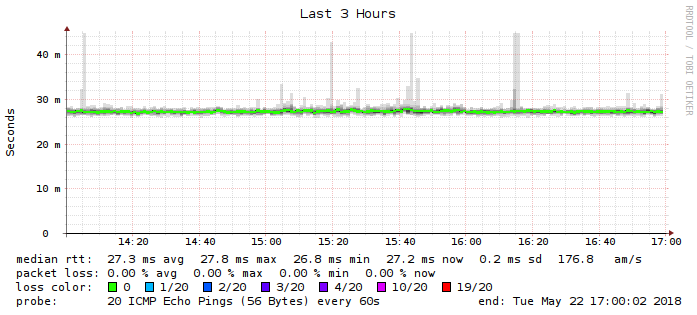 Last 3 Hours
RRDTOOL / TOBI OETIKER
Seconds
40 m
30 m
20 m
10 m
0
14:20 14:40 15:00 15:20 15:40 16:00 16:20 16:40 17:00
median rtt: 27.3 ms avg 27.8 ms max 26.8 ms min 27.2 ms now 0.2 ms sd 176.8 am/s
packet loss: 0.00 % avg 0.00 % max 0.00 % min 0.00 % now
loss color: 0 1/20 2/20 3/20 4/20 10/20 19/20
probe: 20 ICMP Echo Pings (56 Bytes) every 60s end: Tue May 22 17:00:02 2018